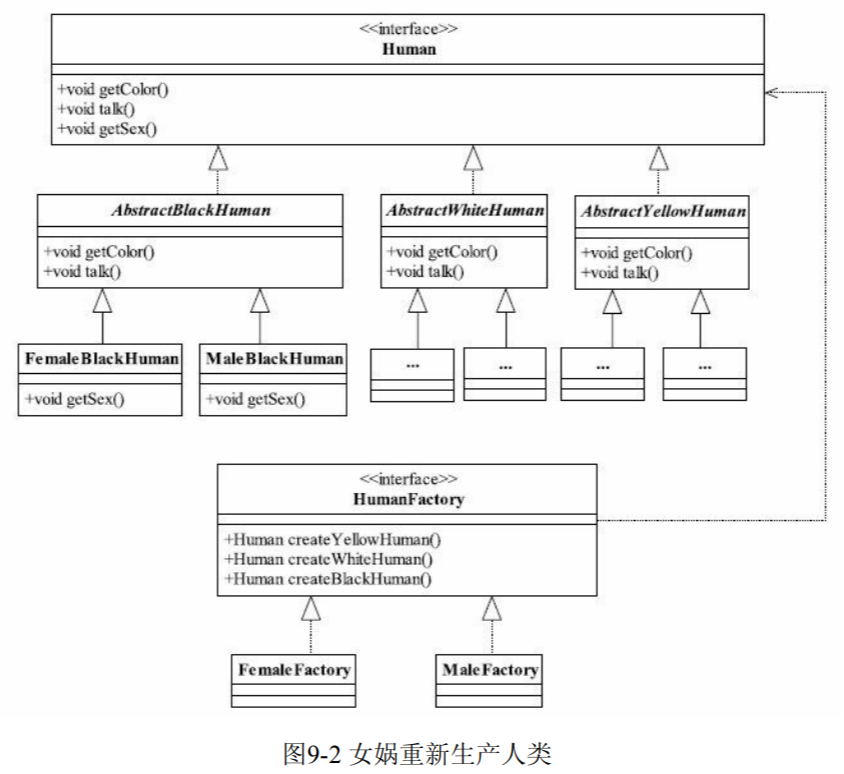 <<interface>>
Human
+void getColor()
+void talk()
+void getSex()
AbstractBlackHuman
+void getColor()
+void talk()
AbstractWhiteHuman
+void getColor()
+void talk()
AbstractYellowHuman
+void getColor()
+void talk()
FemaleBlackHuman
+void getSex()
MaleBlackHuman
+void getSex()
...
...
...
...
<<interface>>
HumanFactory
+Human createYellowHuman()
+Human createWhiteHuman()
+Human createBlackHuman()
FemaleFactory
MaleFactory
图9-2 女娲重新生产人类